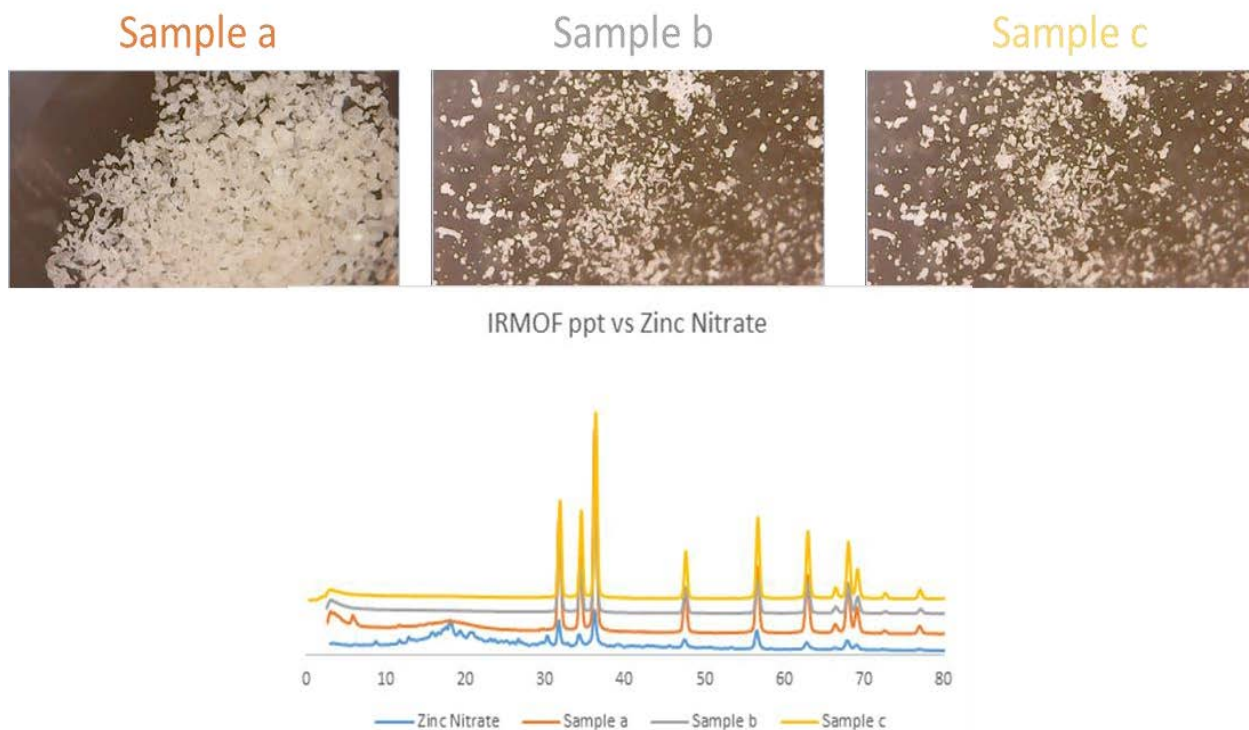 Sample a
Sample b
Sample c
IRMOF ppt vs Zinc Nitrate
0 10 20 30 40 50 60 70 80
Zinc Nitrate Sample a Sample b Sample c